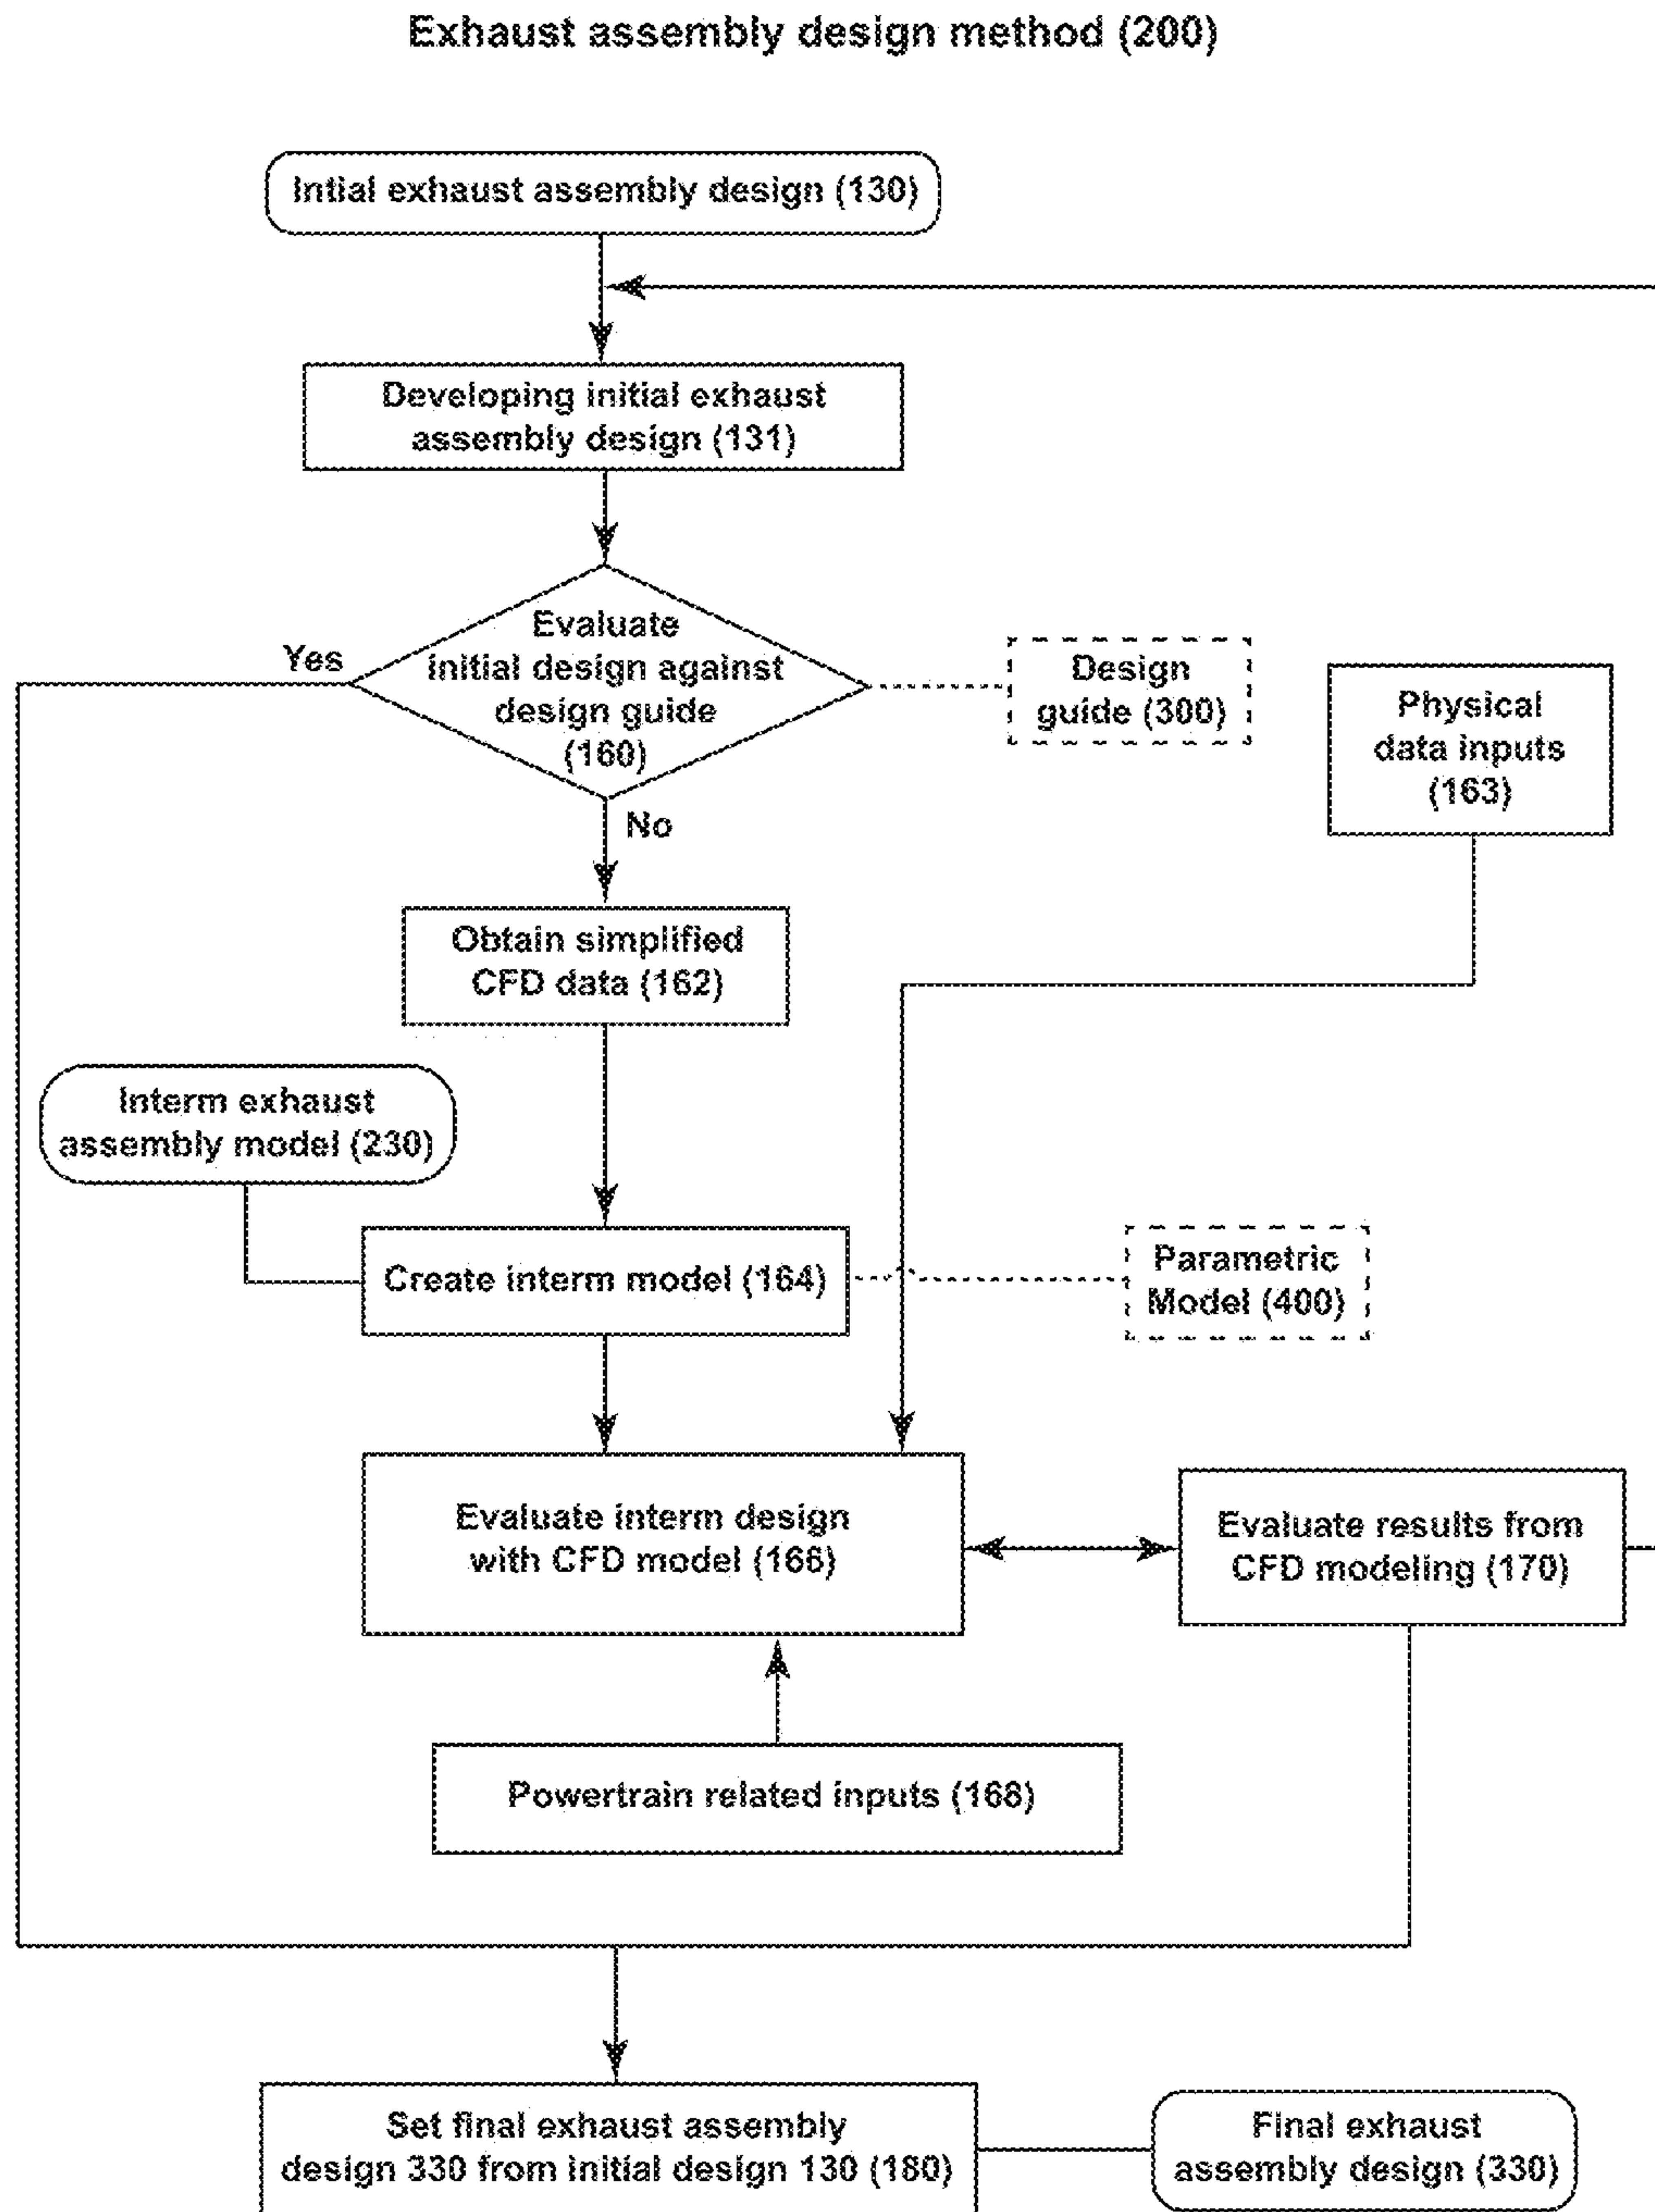 Exhaust assembly design method (200)
Intial exhaust assembly design (130)
Developing initial exhaust
assembly design (131)
Evaluate
initial design against
design guide
(160)
Yes
Design
guide (300)
Physical
data inputs
(163)
No
Obtain simplified
CFD data (162)
Interm exhaust
assembly model (230)
Create interm model (164)
Parametric
Model (400)
Evaluate interm design
with CFD model (166)
Evaluate results from
CFD modeling (170)
Powertrain related inputs (168)
Set final exhaust assembly
design 330 from initial design 130 (180)
Final exhaust
assembly design (330)